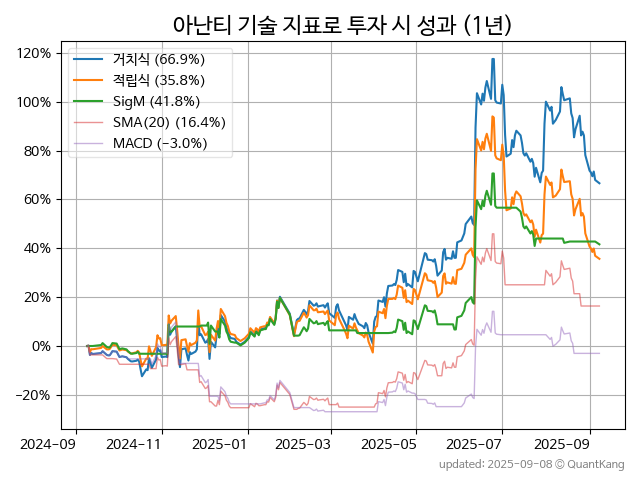 아난티 기술 지표로 투자 시 성과 (1년)
거치식 (66.9%)
적립식 (35.8%)
SigM (41.8%)
SMA(20) (16.4%)
MACD (−3.0%)
120%
100%
80%
60%
40%
20%
0%
−20%
2024-09
2024-11
2025-01
2025-03
2025-05
2025-07
2025-09
updated: 2025-09-08 © QuantKang